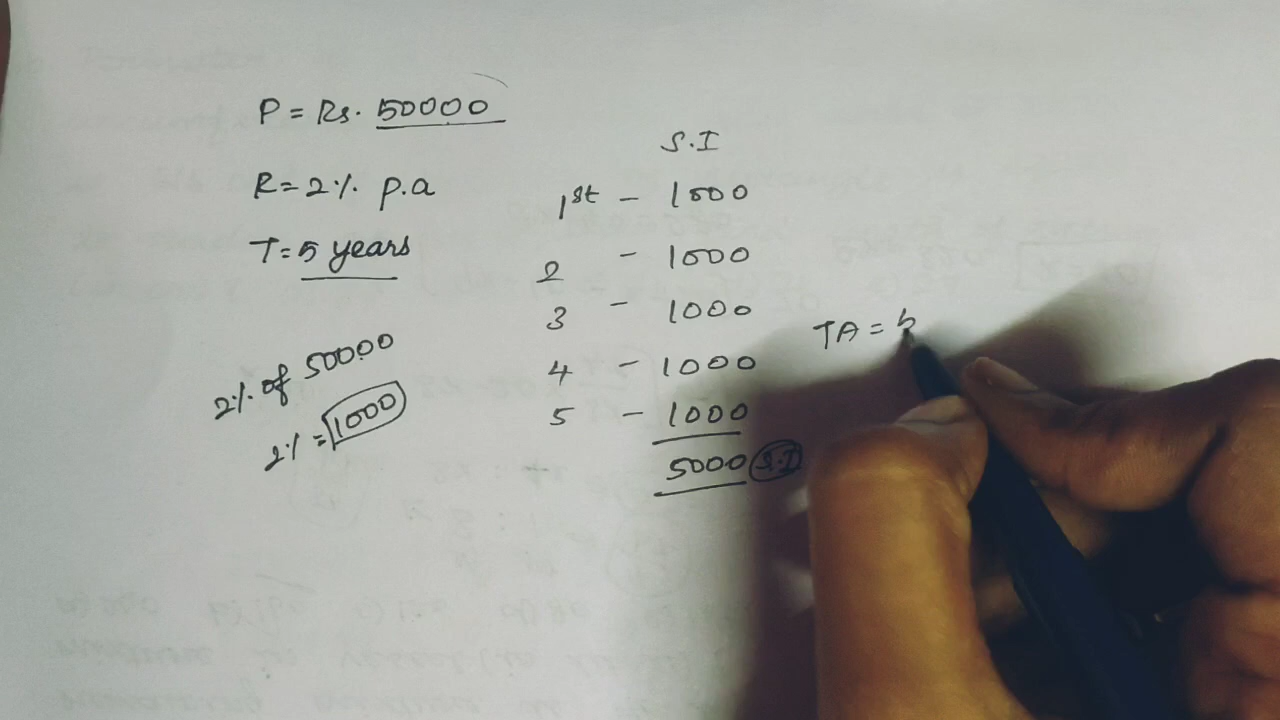 P = Rs. 50000
R = 2% p.a
T = 5 years
2% of 50000
2% = 1000
S.I
1st - 1000
2 - 1000
3 - 1000
4 - 1000
5 - 1000
5000 S.I
TA = 5